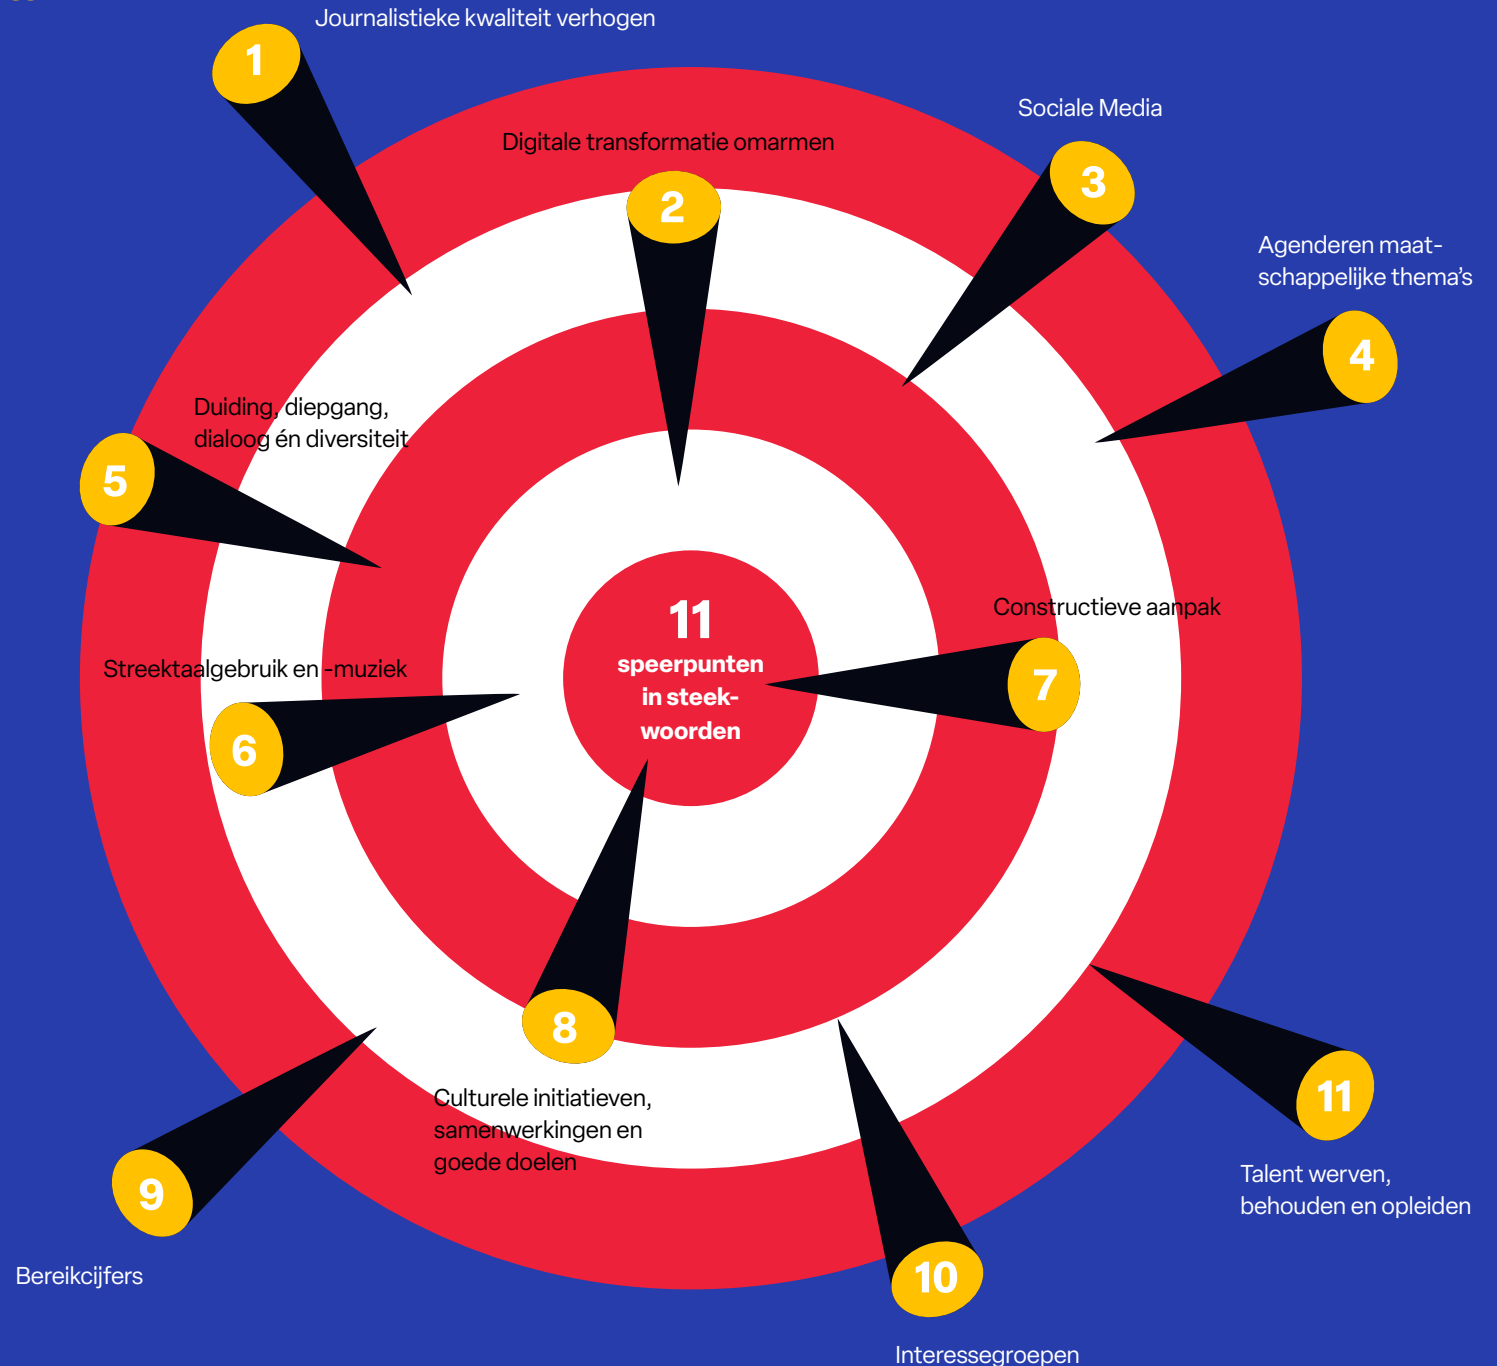 Journalistieke kwaliteit verhogen
1
Digitale transformatie omarmen
2
Sociale Media
3
Agenderen maat-
schappelijke thema's
4
Duiding, diepgang,
dialoog én diversiteit
5
Streektaalgebruik en -muziek
6
11
speerpunten
in steek-
woorden
Constructieve aanpak
7
8
Culturele initiatieven,
samenwerkingen en
goede doelen
9
Bereikcijfers
10
Interessegroepen
11
Talent werven,
behouden en opleiden